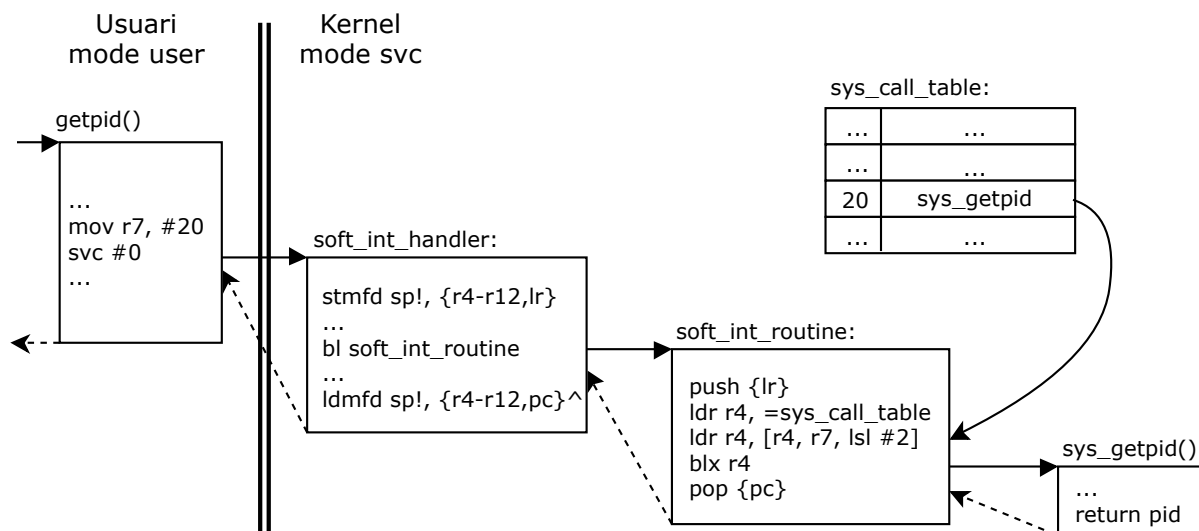 Usuari
mode user
Kernel
mode svc
sys_call_table:
... ...
... ...
20 sys_getpid
... ...
getpid()
...
mov r7, #20
svc #0
...
soft_int_handler:
stmfd sp!, {r4-r12,lr}
...
bl soft_int_routine
...
ldmfd sp!, {r4-r12,pc}^
soft_int_routine:
push {lr}
ldr r4, =sys_call_table
ldr r4, [r4, r7, lsl #2]
blx r4
pop {pc}
sys_getpid()
...
return pid